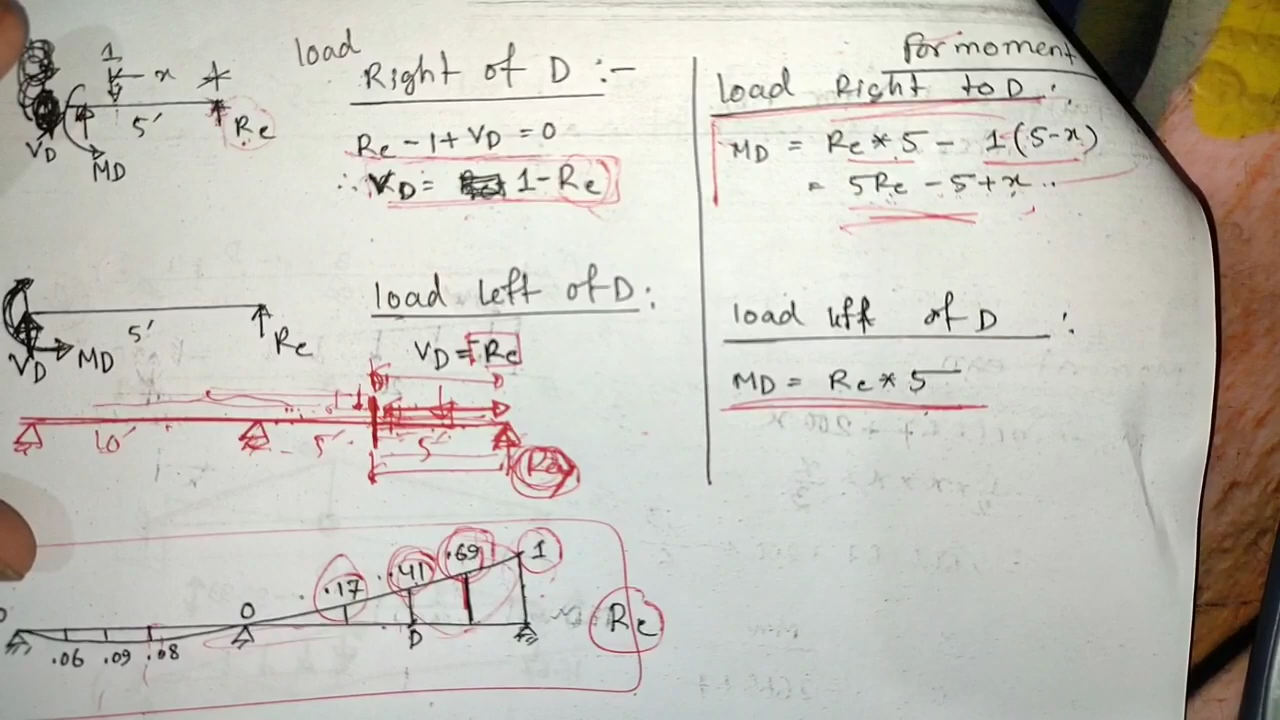 load
Right of D :-
1
x
5'
Re
VD
MD
Re - 1 + VD = 0
∴ VD = 1 - Re
for moment
load Right to D :
MD = Re * 5 - 1(5-x)
= 5Re - 5 + x ..
load left of D :
5'
Re
VD
MD
VD = -Re
load left of D :
MD = Re * 5
10'
5'
5'
Re
0
.06
.09
.08
0
.17
.41
.69
1
D
Re